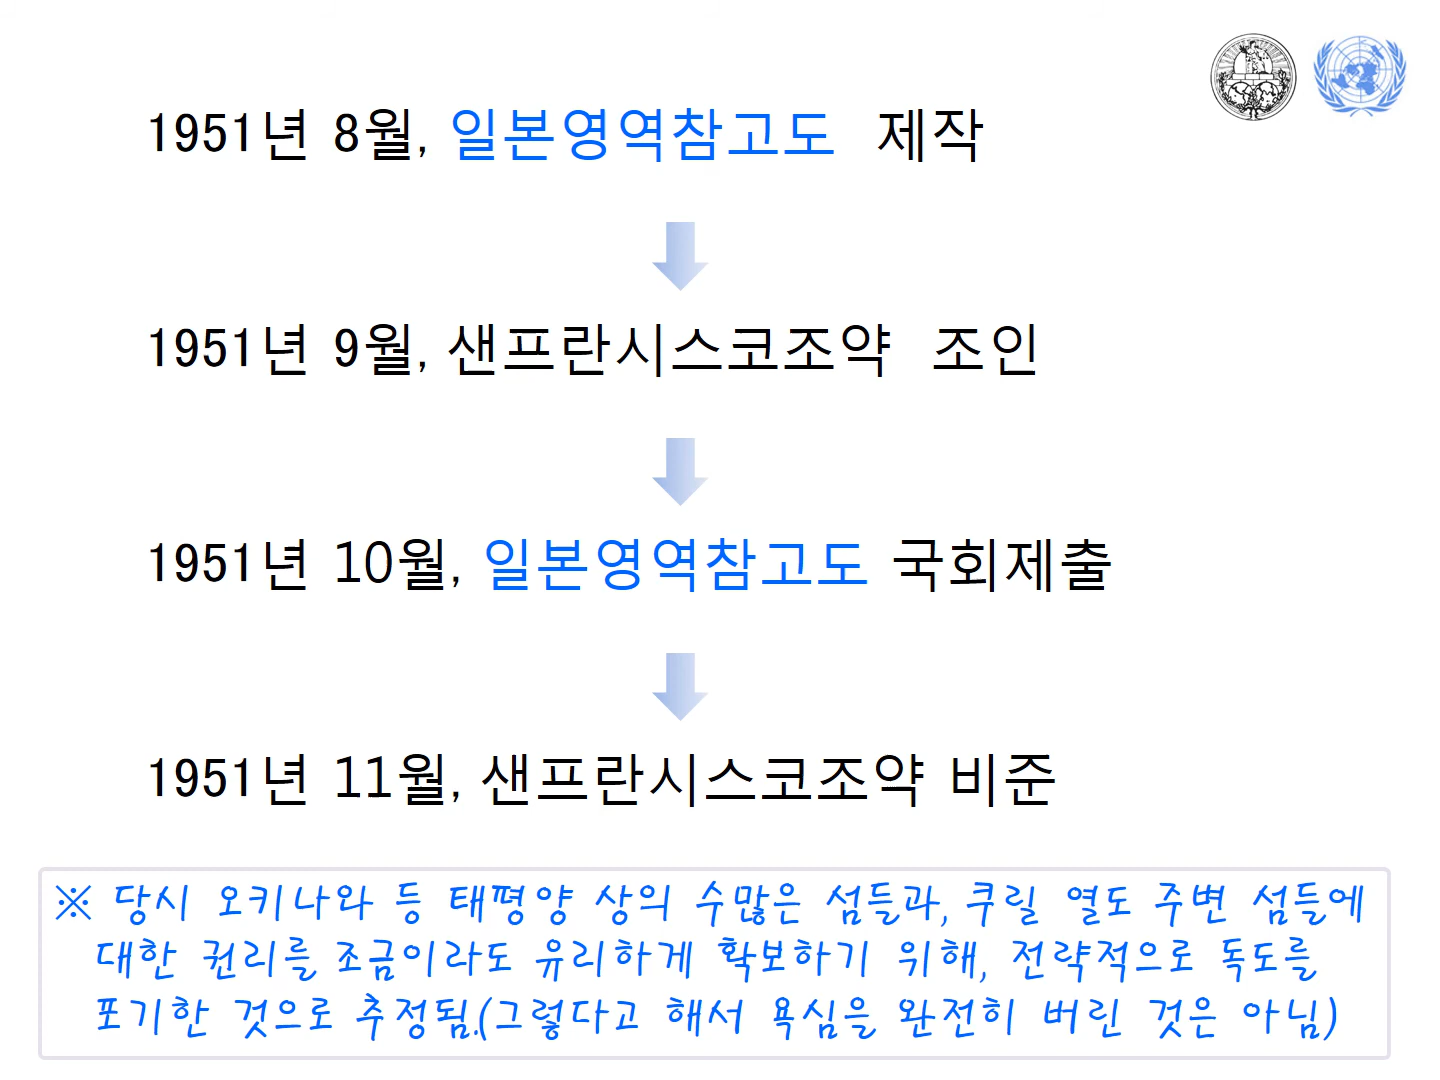 1951년 8월, 일본영역참고도 제작
1951년 9월, 샌프란시스코조약 조인
1951년 10월, 일본영역참고도 국회제출
1951년 11월, 샌프란시스코조약 비준
※ 당시 오키나와 등 태평양 상의 수많은 섬들과, 쿠릴 열도 주변 섬들에
대한 권리를 조금이라도 유리하게 확보하기 위해, 전략적으로 독도를
포기한 것으로 추정됨.(그렇다고 해서 욕심을 완전히 버린 것은 아님)